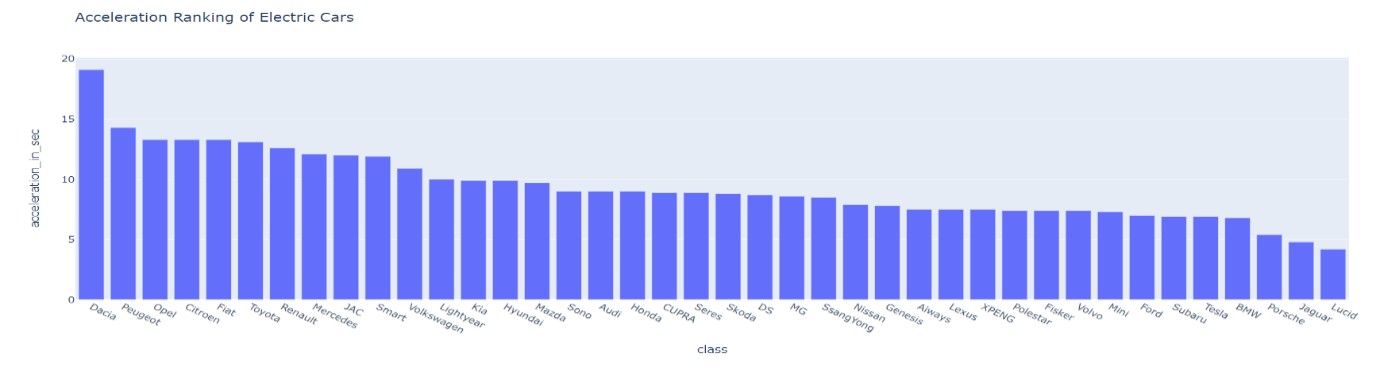 Acceleration Ranking of Electric Cars
20
15
10
5
0
acceleration_in_sec
Dacia Peugeot Opel Citroen Fiat Toyota Renault Mercedes JAC Smart Volkswagen Lightyear Kia Hyundai Mazda Sono Audi Honda CUPRA Seres Skoda DS MG SsangYong Nissan Genesis Aiways Lexus XPENG Polestar Fisker Volvo Mini Ford Subaru Tesla BMW Porsche Jaguar Lucid
class